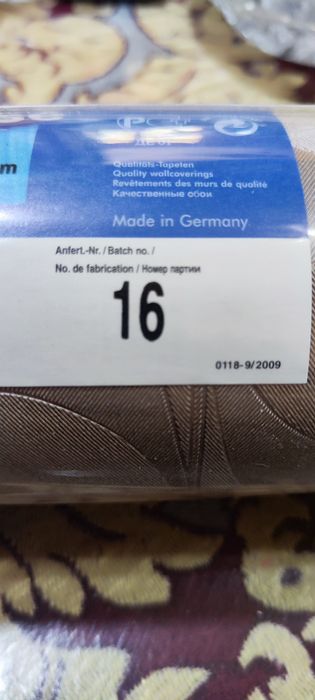 m
Qualitäts-Tapeten
Quality wallcoverings
Revêtements des murs de qualité
Качественные обои
Made in Germany
Anfert.-Nr. / Batch no. /
No. de fabrication / Номер партии
16
0118-9/2009